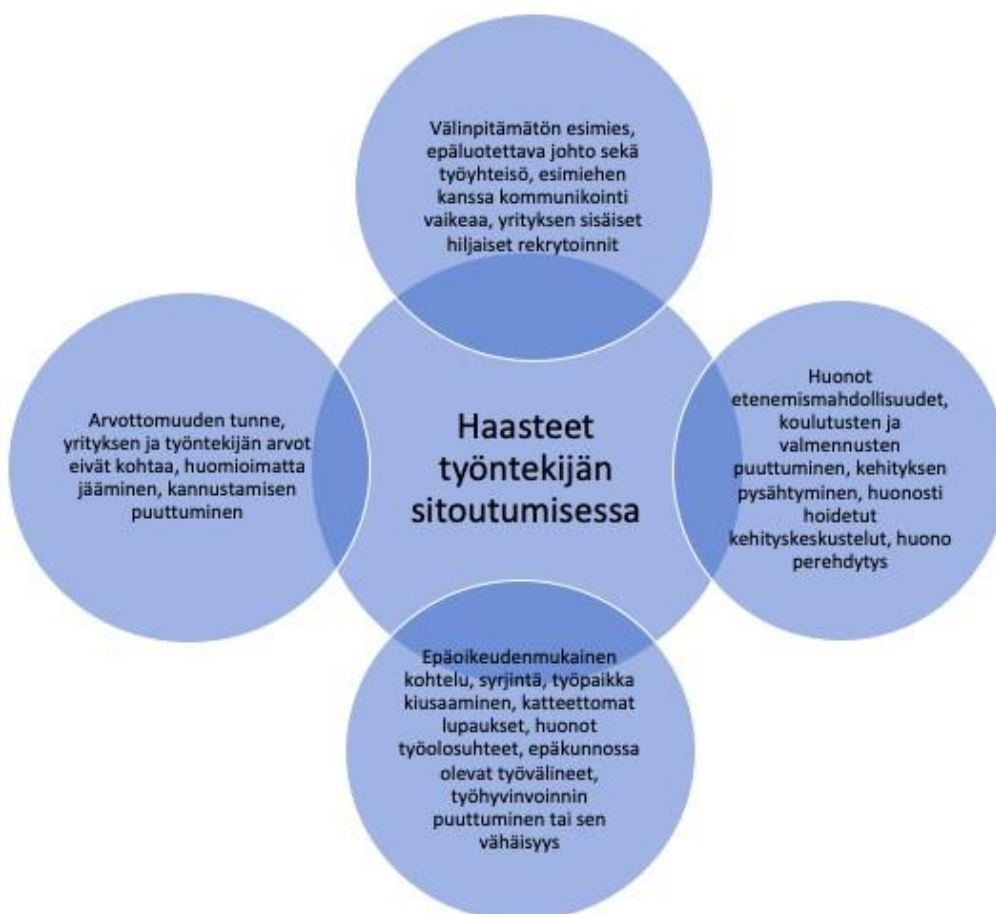 Välinpitämätön esimies,
epäluotettava johto sekä
työyhteisö, esimiehen
kanssa kommunikointi
vaikeaa, yrityksen sisäiset
hiljaiset rekrytoinnit
Arvottomuuden tunne,
yrityksen ja työntekijän arvot
eivät kohtaa, huomioimatta
jääminen, kannustamisen
puuttuminen
Haasteet
työntekijän
sitoutumisessa
Huonot
etenemismahdollisuudet,
koulutusten ja
valmennusten
puuttuminen, kehityksen
pysähtyminen, huonosti
hoidetut
kehityskeskustelut, huono
perehdytys
Epäoikeudenmukainen
kohtelu, syrjintä, työpaikka
kiusaaminen, katteettomat
lupaukset, huonot
työolosuhteet, epäkunnossa
olevat työvälineet,
työhyvinvoinnin
puuttuminen tai sen
vähäisyys